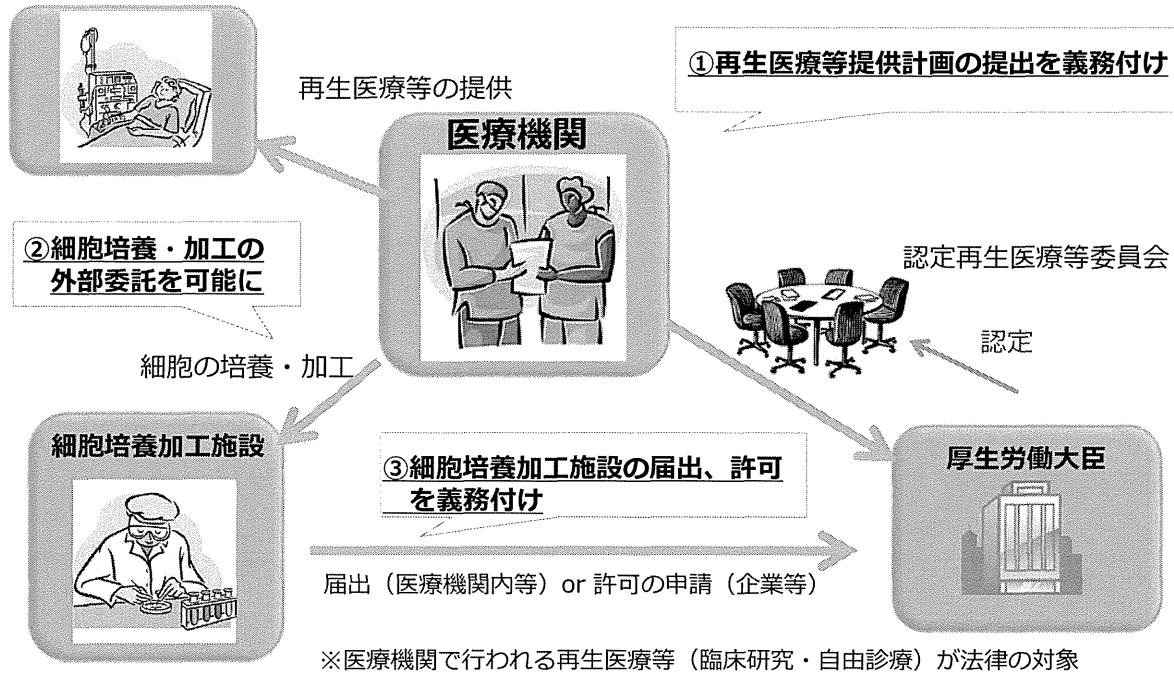 ①再生医療等提供計画の提出を義務付け
再生医療等の提供
医療機関
②細胞培養・加工の
外部委託を可能に
認定再生医療等委員会
認定
細胞の培養・加工
細胞培養加工施設
③細胞培養加工施設の届出、許可
を義務付け
厚生労働大臣
届出（医療機関内等）or 許可の申請（企業等）
※医療機関で行われる再生医療等（臨床研究・自由診療）が法律の対象